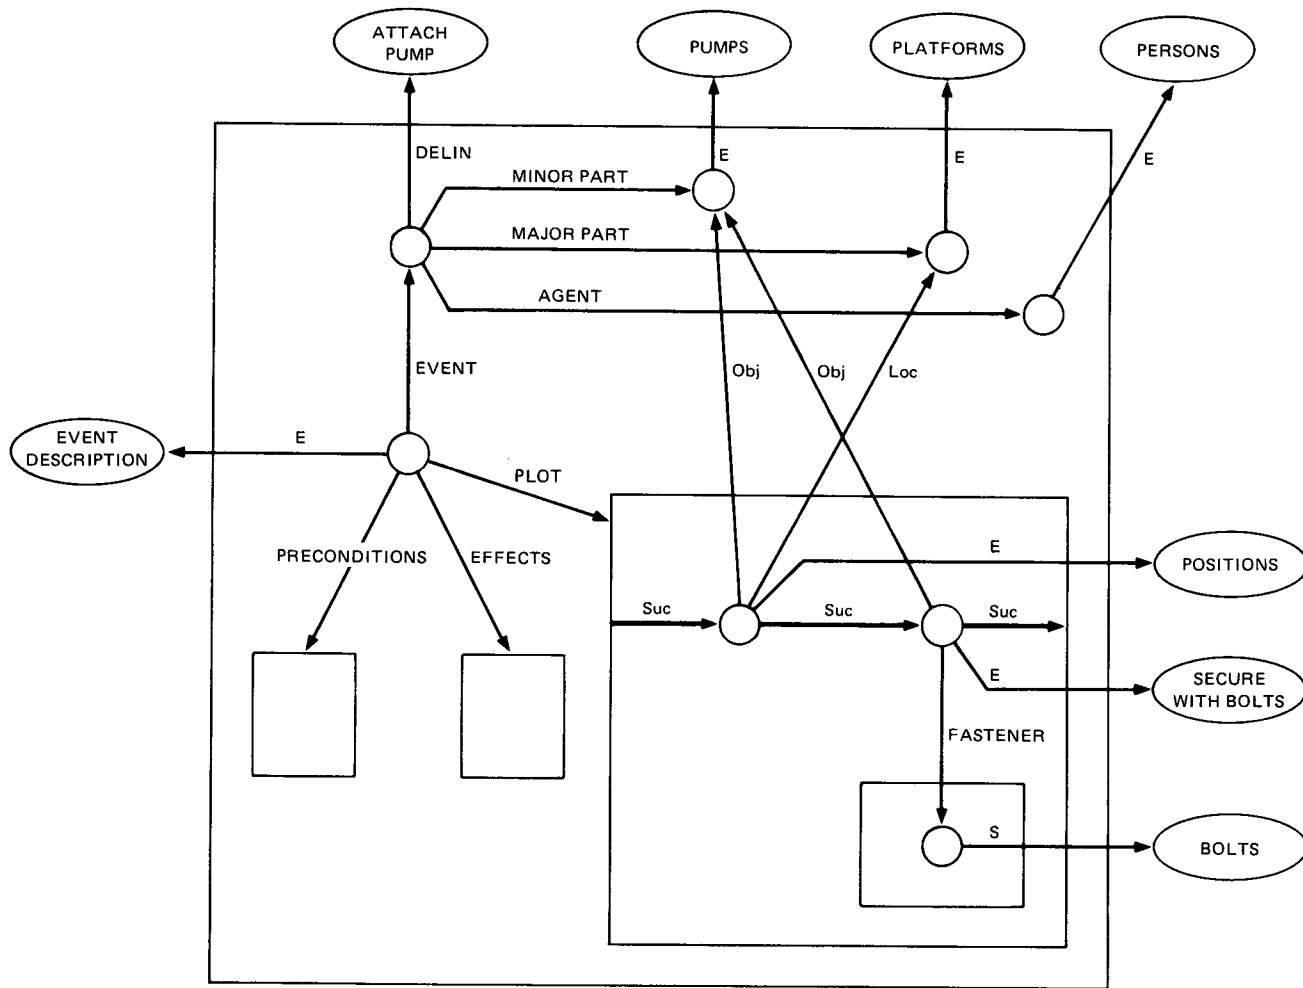 ATTACH
PUMP
PUMPS
PLATFORMS
PERSONS
DELIN
E
E
E
MINOR PART
MAJOR PART
AGENT
EVENT
Obj
Obj
Loc
EVENT
DESCRIPTION
E
PLOT
PRECONDITIONS
EFFECTS
E
POSITIONS
Suc
Suc
Suc
E
SECURE
WITH BOLTS
FASTENER
S
BOLTS